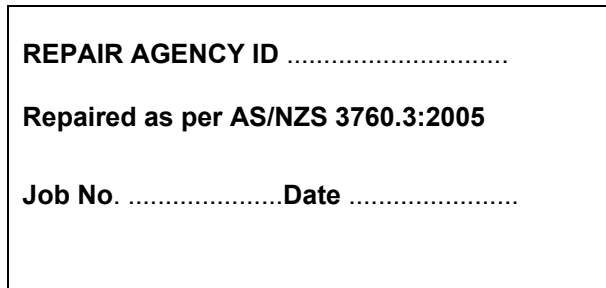 REPAIR AGENCY ID ..............................
Repaired as per AS/NZS 3760.3:2005
Job No. .....................Date .......................